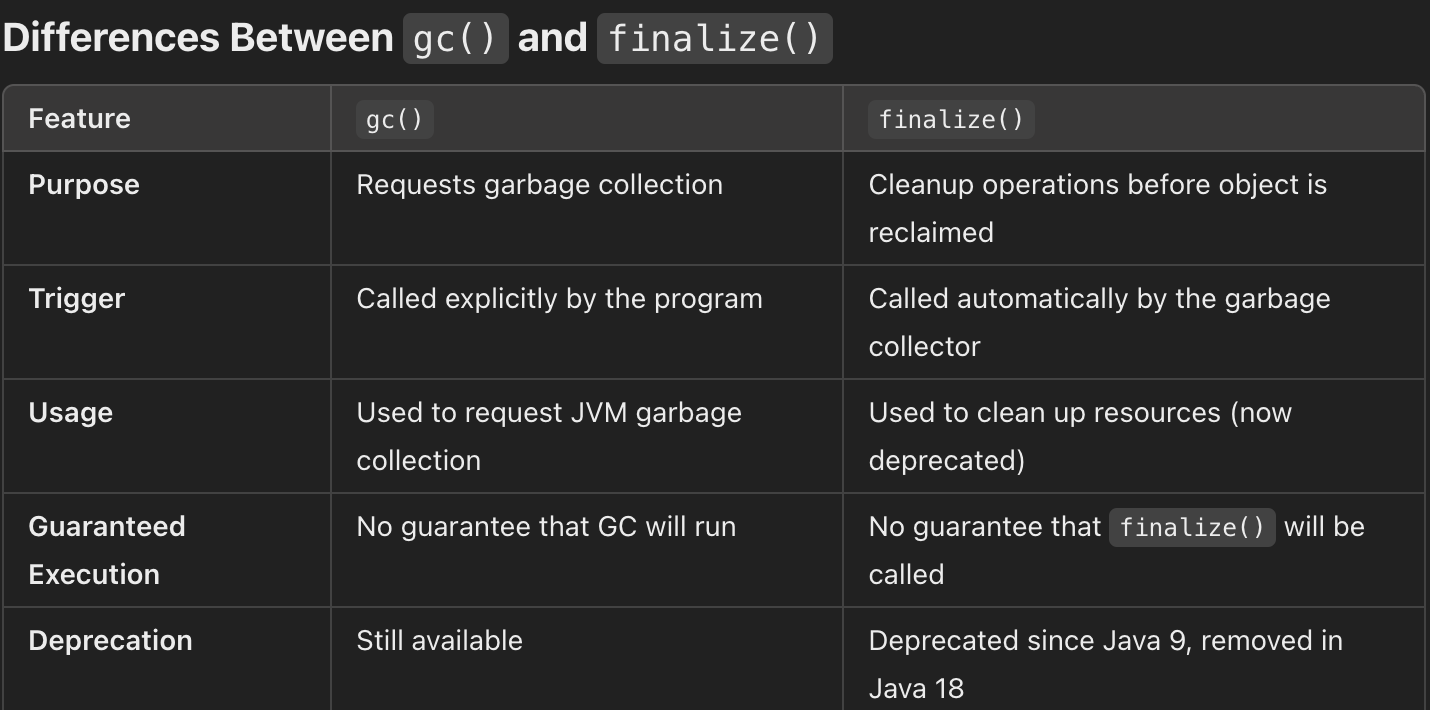 Differences Between gc() and finalize()
Feature gc() finalize()
Purpose Requests garbage collection Cleanup operations before object is
reclaimed
Trigger Called explicitly by the program Called automatically by the garbage
collector
Usage Used to request JVM garbage Used to clean up resources (now
collection deprecated)
Guaranteed No guarantee that GC will run No guarantee that finalize() will be
Execution called
Deprecation Still available Deprecated since Java 9, removed in
Java 18